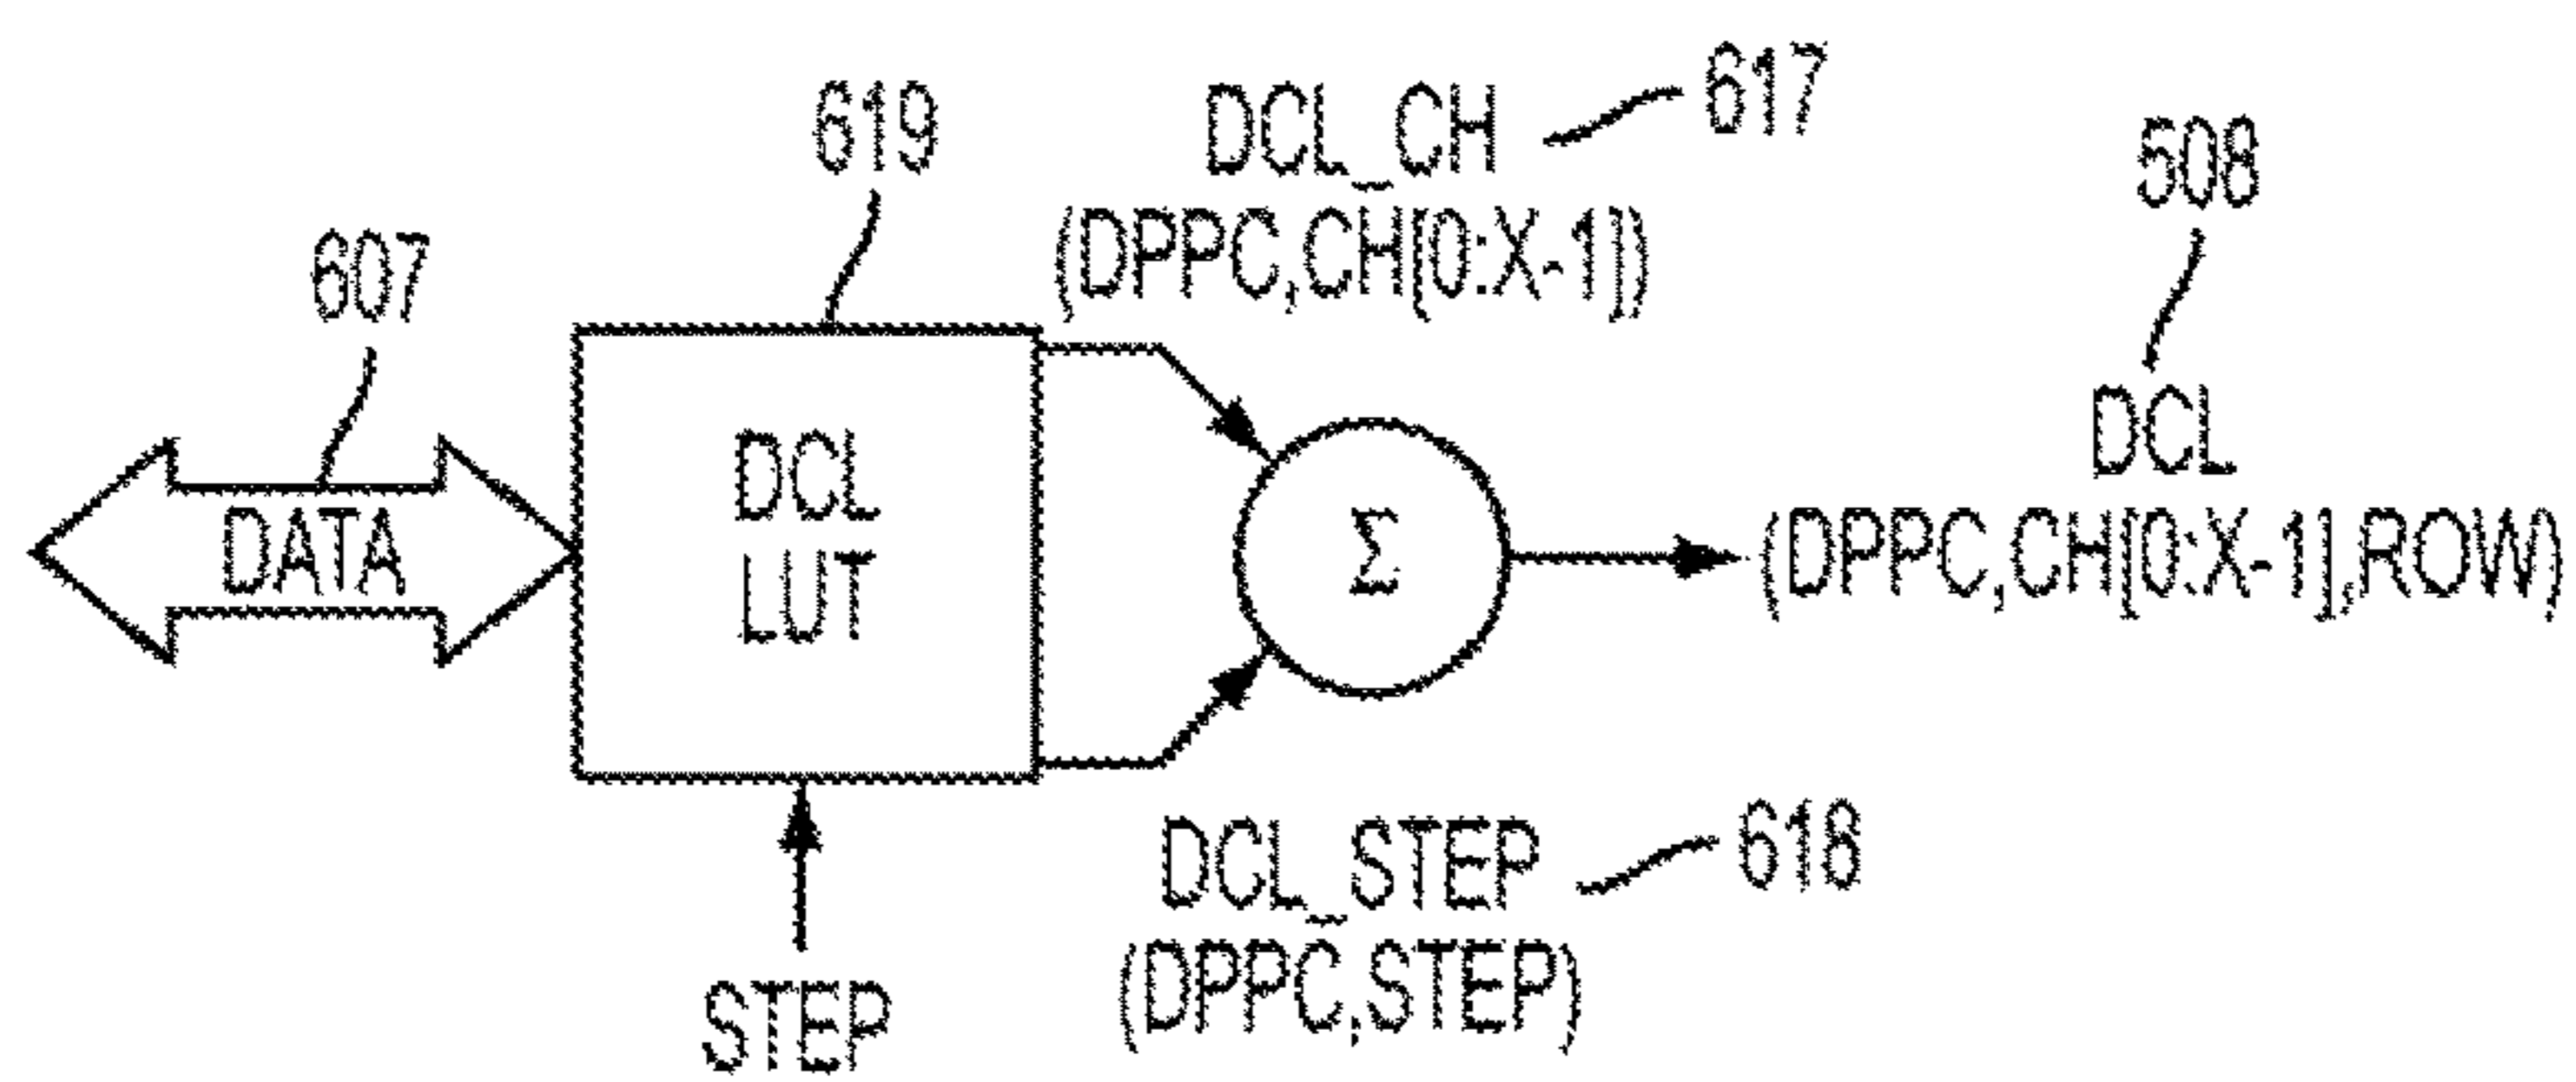 619
DCL_CH
617
(DPPC,CH[0:X-1])
508
607
DCL
LUT
DATA
Σ
DCL
(DPPC,CH[0:X-1],ROW)
STEP
DCL_STEP
618
(DPPC,STEP)